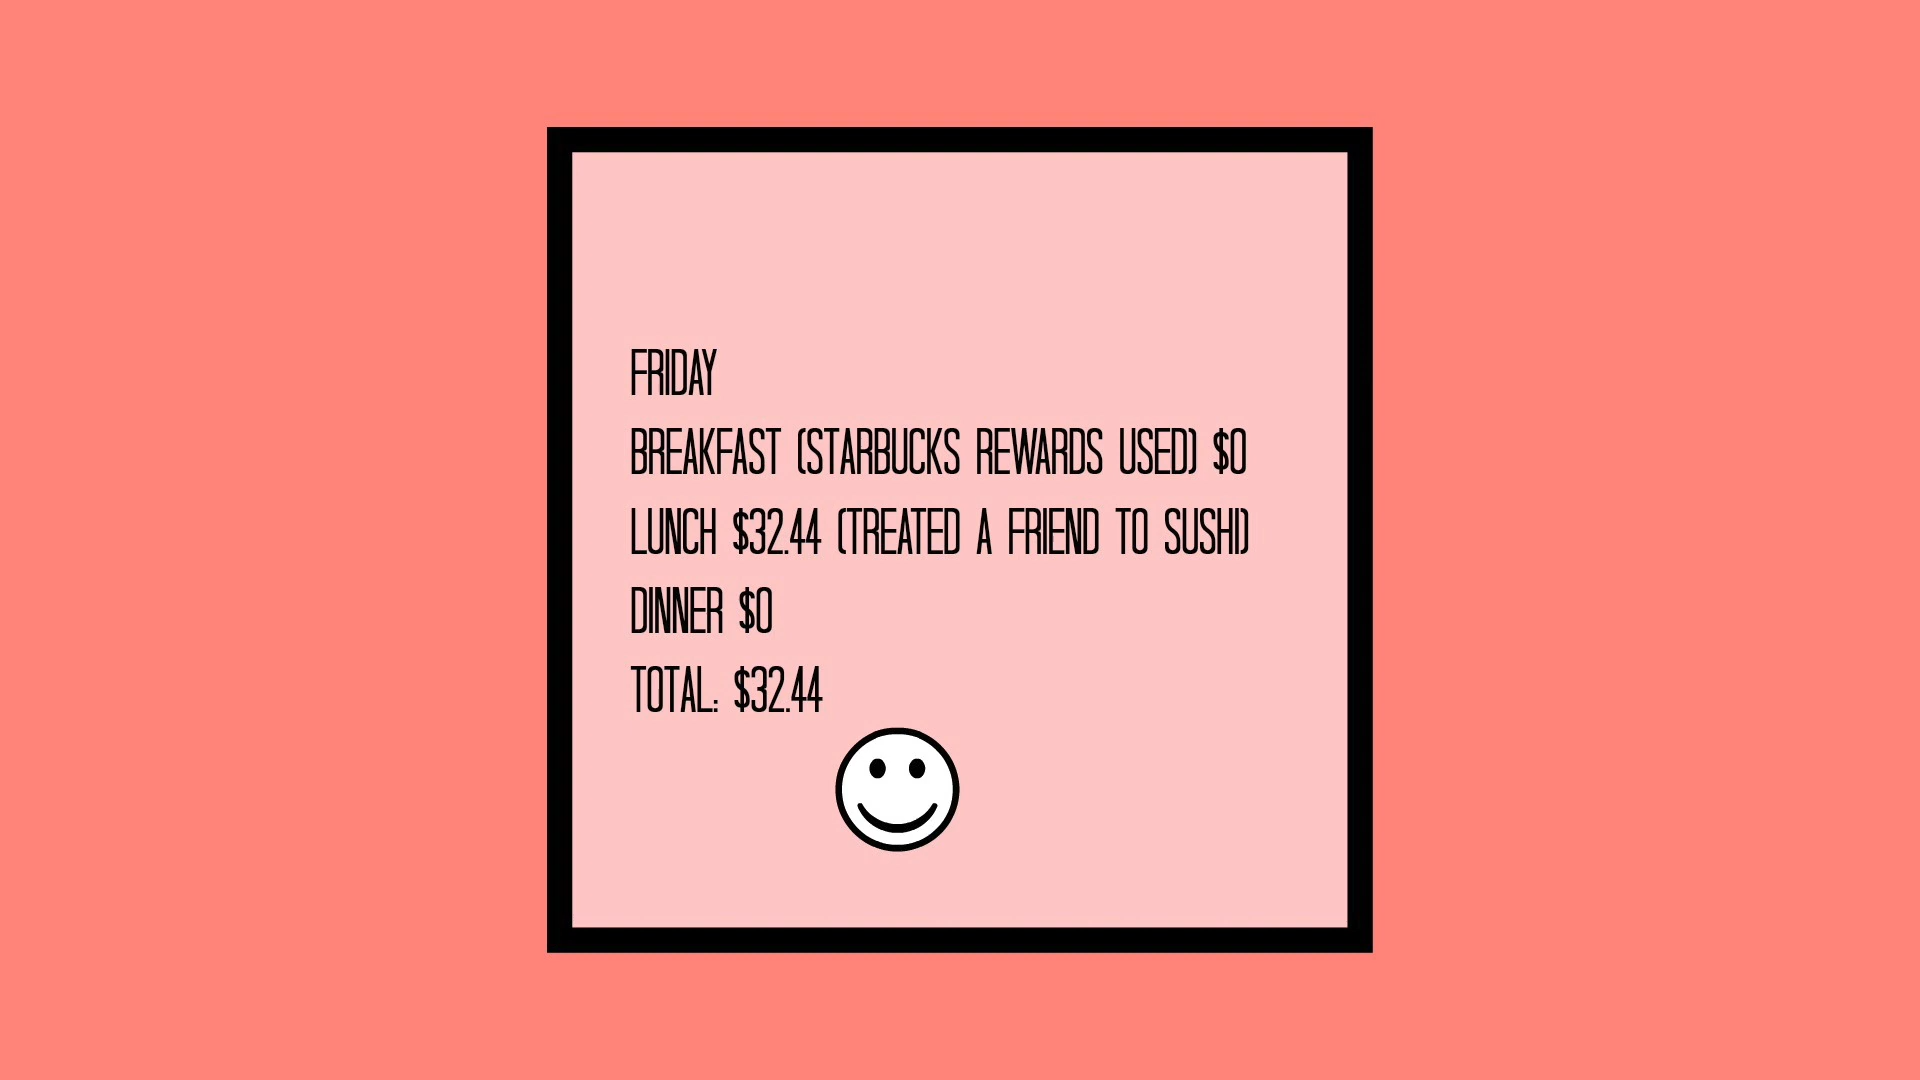 FRIDAY
BREAKFAST (STARBUCKS REWARDS USED) $0
LUNCH $32.44 (TREATED A FRIEND TO SUSHI)
DINNER $0
TOTAL: $32.44